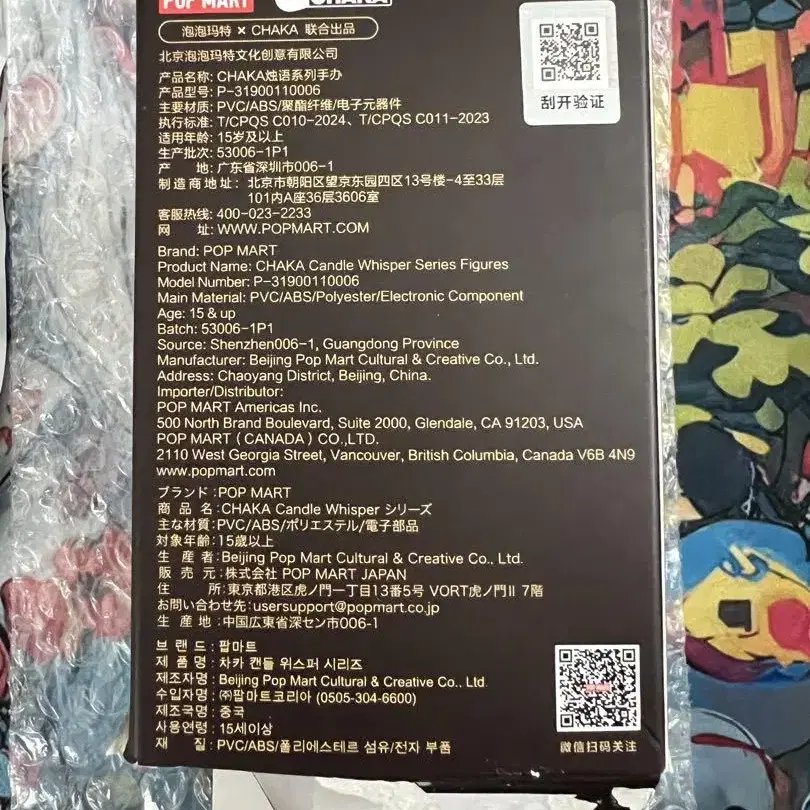 POP MART
CHAKA
泡泡玛特 × CHAKA 联合出品
北京泡泡玛特文化创意有限公司
产品名称: CHAKA烛语系列手办
产品型号: P-31900110006
主要材质: PVC/ABS/聚酯纤维/电子元器件
执行标准: T/CPQS C010-2024、T/CPQS C011-2023
适用年龄: 15岁及以上
生产批次: 53006-1P1
产 地: 广东省深圳市006-1
制造商地址: 北京市朝阳区望京东园四区13号楼-4至33层
101内A座36层3606室
客服热线: 400-023-2233
网 址: WWW.POPMART.COM
刮开验证
Brand: POP MART
Product Name: CHAKA Candle Whisper Series Figures
Model Number: P-31900110006
Main Material: PVC/ABS/Polyester/Electronic Component
Age: 15 & up
Batch: 53006-1P1
Source: Shenzhen006-1, Guangdong Province
Manufacturer: Beijing Pop Mart Cultural & Creative Co., Ltd.
Address: Chaoyang District, Beijing, China.
Importer/Distributor:
POP MART Americas Inc.
500 North Brand Boulevard, Suite 2000, Glendale, CA 91203, USA
POP MART ( CANADA ) CO.,LTD.
2110 West Georgia Street, Vancouver, British Columbia, Canada V6B 4N9
www.popmart.com
ブランド:POP MART
商 品 名:CHAKA Candle Whisper シリーズ
主な材質:PVC/ABS/ポリエステル/電子部品
対象年齢:15歳以上
生 産 者:Beijing Pop Mart Cultural & Creative Co., Ltd.
販 売 元:株式会社 POP MART JAPAN
住 所:東京都港区虎ノ門一丁目13番5号 VORT虎ノ門II 7階
お問い合わせ先:usersupport@popmart.co.jp
生 産 地:中国広東省深セン市006-1
브 랜 드 : 팝마트
제 품 명 : 차카 캔들 위스퍼 시리즈
제조자명 : Beijing Pop Mart Cultural & Creative Co., Ltd.
수입자명 : ㈜팝마트코리아 (0505-304-6600)
제조국명 : 중국
사용연령 : 15세이상
재 질 : PVC/ABS/폴리에스테르 섬유/전자 부품
微信扫码关注